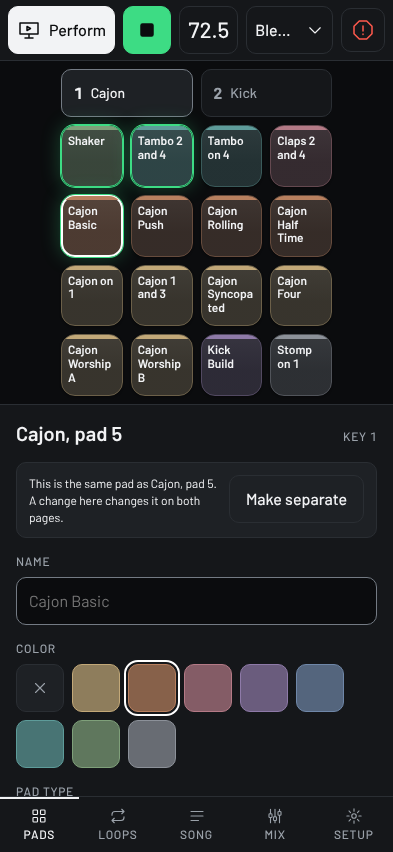 Perform
72.5
Ble...
1 Cajon
2 Kick
Shaker
Tambo 2
and 4
Tambo
on 4
Claps 2
and 4
Cajon
Basic
Cajon
Push
Cajon
Rolling
Cajon
Half
Time
Cajon on
1
Cajon 1
and 3
Cajon
Syncopa
ted
Cajon
Four
Cajon
Worship
A
Cajon
Worship
B
Kick
Build
Stomp
on 1
Cajon, pad 5
KEY 1
This is the same pad as Cajon, pad 5.
A change here changes it on both
pages.
Make separate
NAME
Cajon Basic
COLOR
PAD TYPE
PADS
LOOPS
SONG
MIX
SETUP